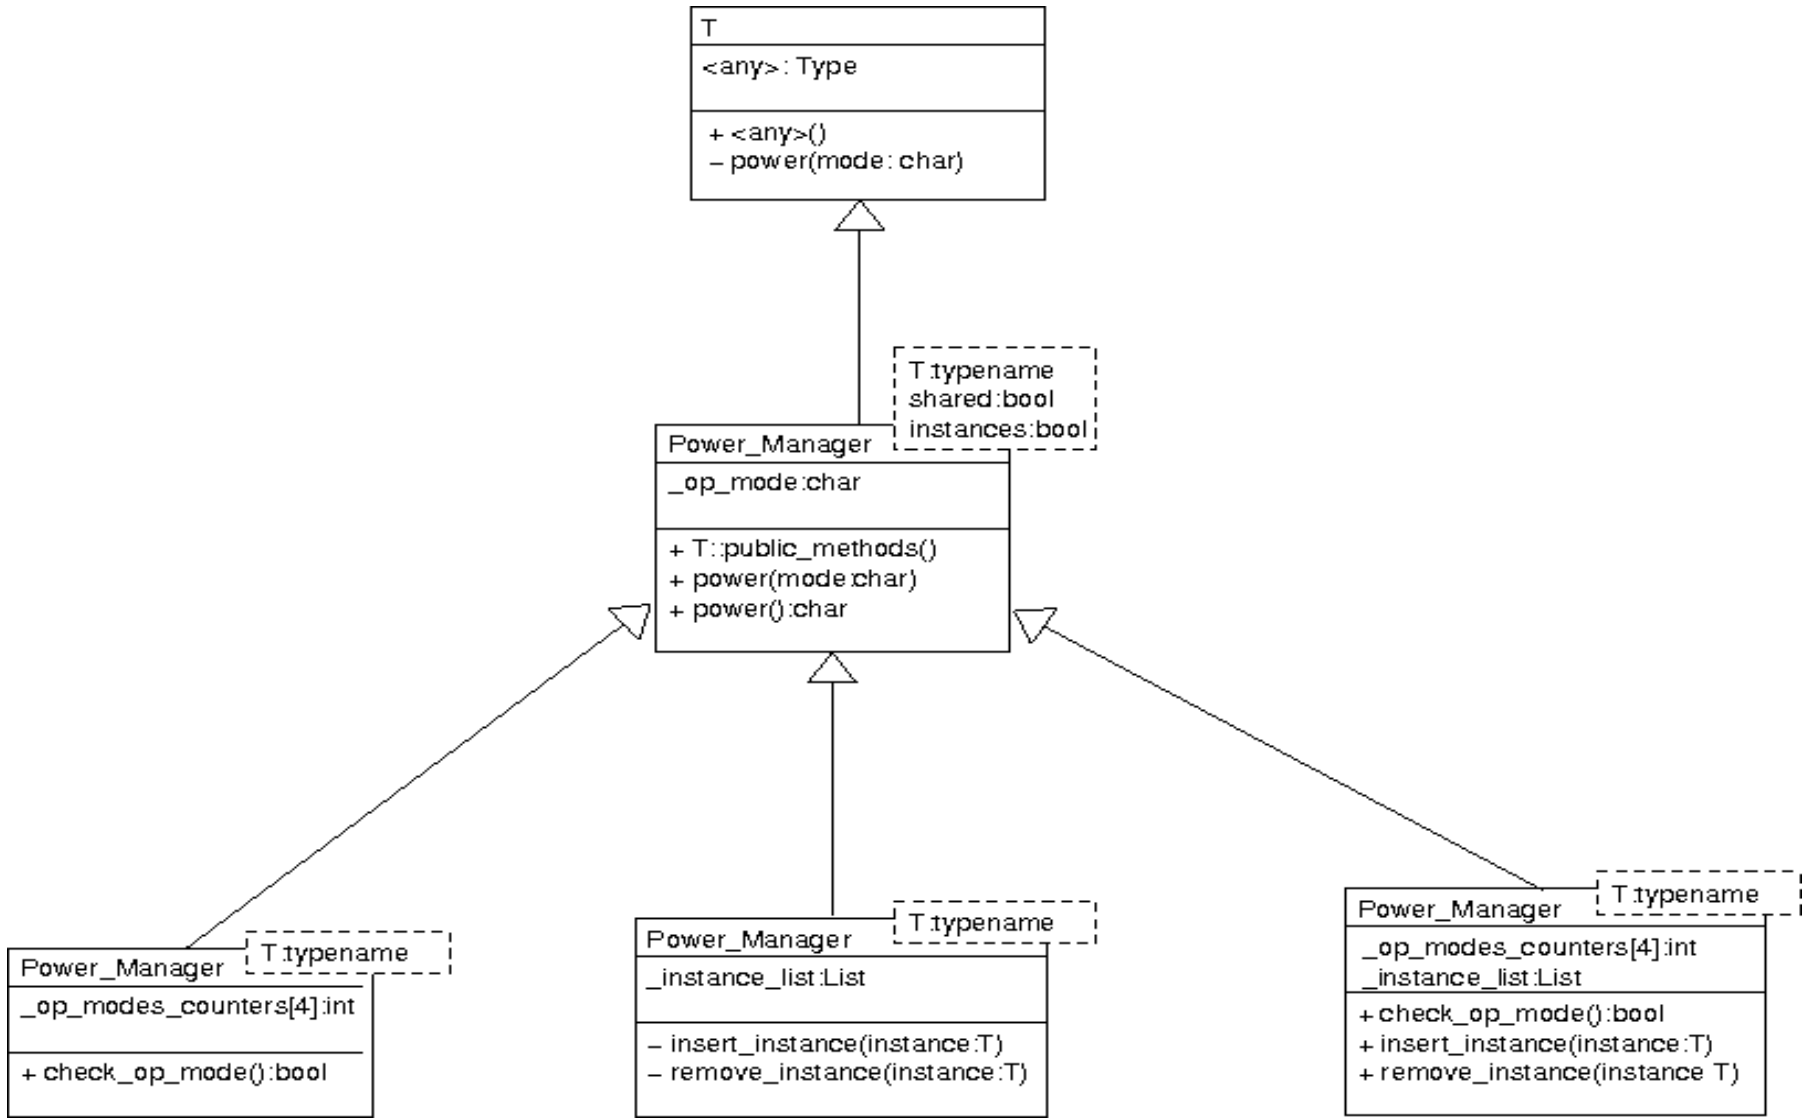 T
<any>: Type
+ <any>()
– power(mode: char)
T:typename
shared:bool
instances:bool
Power_Manager
_op_mode:char
+ T::public_methods()
+ power(mode:char)
+ power():char
T:typename
Power_Manager
_op_modes_counters[4]:int
+ check_op_mode():bool
T:typename
Power_Manager
_instance_list:List
– insert_instance(instance:T)
– remove_instance(instance:T)
T:typename
Power_Manager
_op_modes_counters[4]:int
_instance_list:List
+ check_op_mode():bool
+ insert_instance(instance:T)
+ remove_instance(instance T)